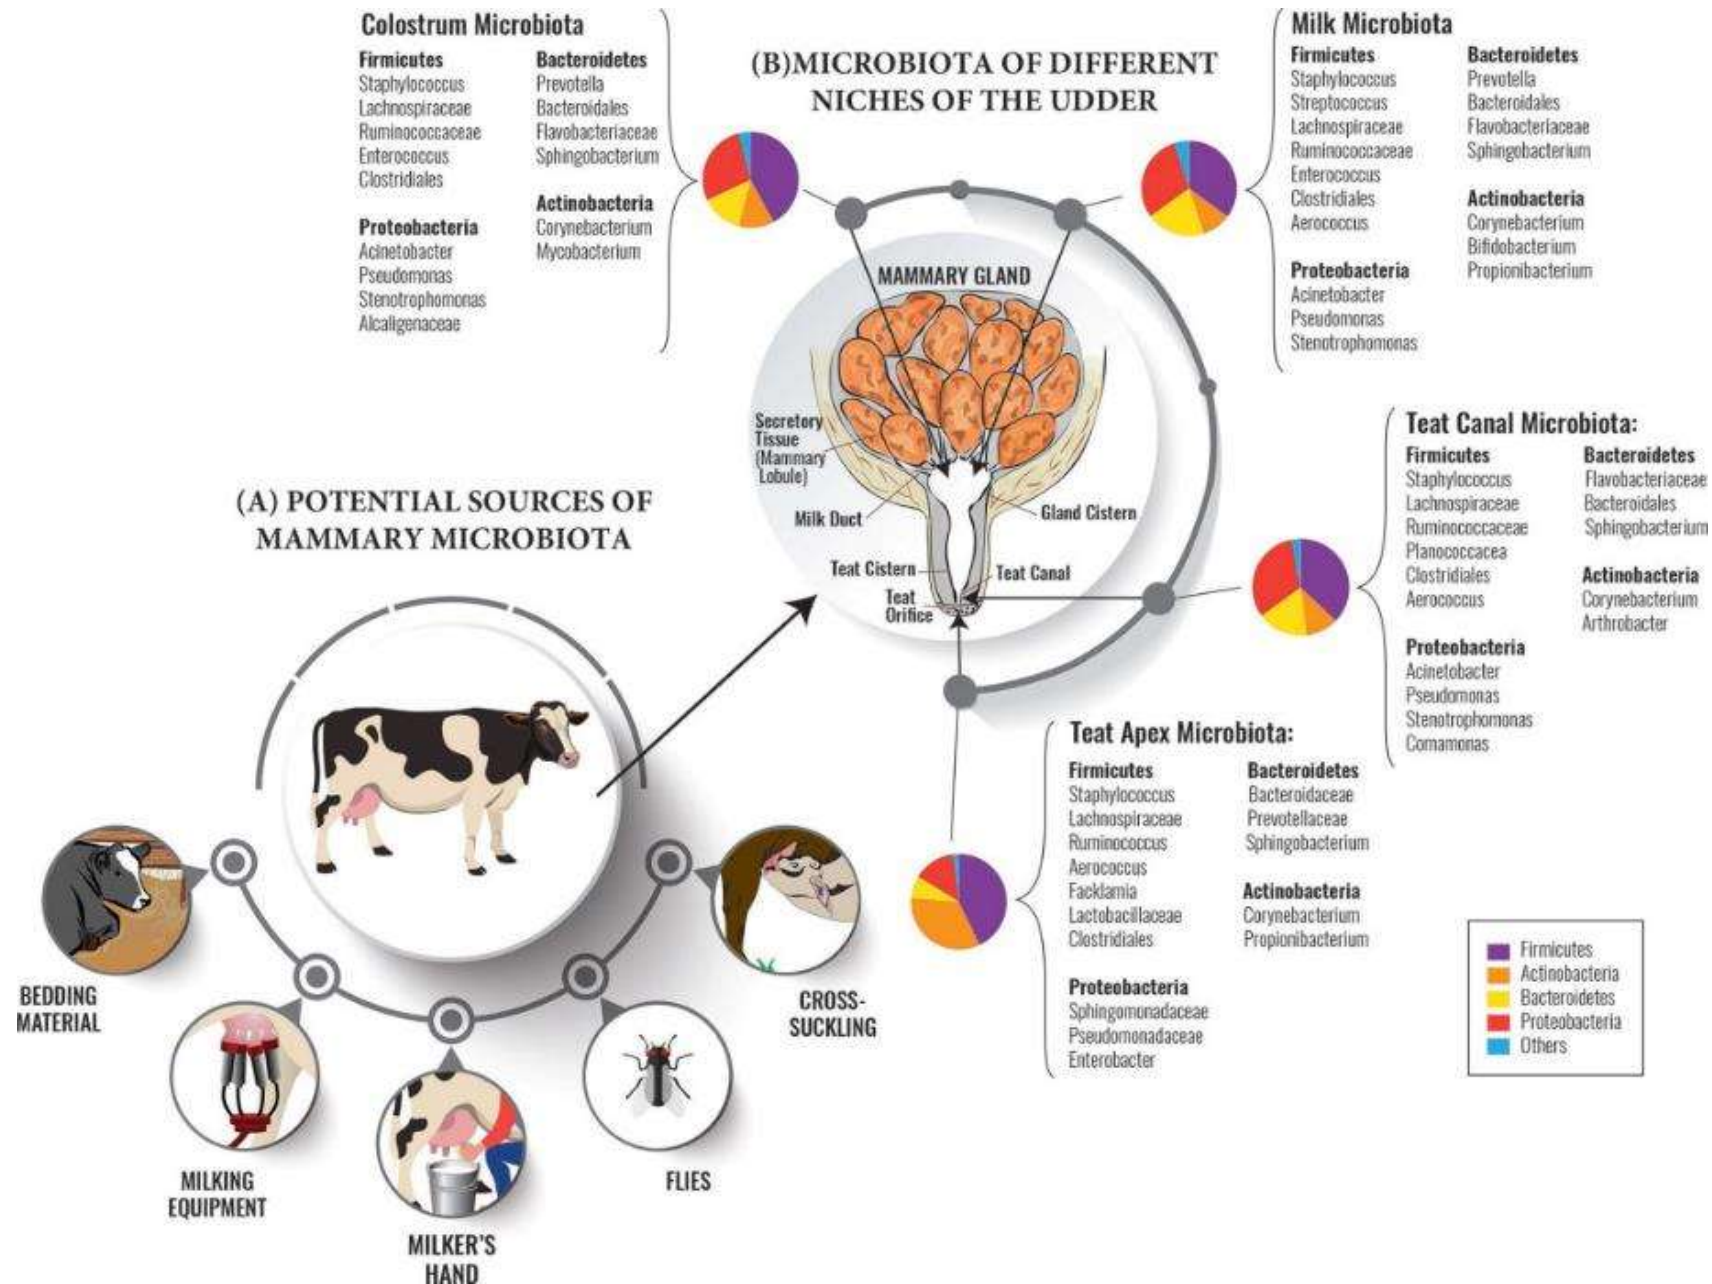 Colostrum Microbiota
Firmicutes
Staphylococcus
Lachnospiraceae
Ruminococcaceae
Enterococcus
Clostridiales
Proteobacteria
Acinetobacter
Pseudomonas
Stenotrophomonas
Alcaligenaceae
Bacteroidetes
Prevotella
Bacteroidales
Flavobacteriaceae
Sphingobacterium
Actinobacteria
Corynebacterium
Mycobacterium
(B)MICROBIOTA OF DIFFERENT
NICHES OF THE UDDER
Milk Microbiota
Firmicutes
Staphylococcus
Streptococcus
Lachnospiraceae
Ruminococcaceae
Enterococcus
Clostridiales
Aerococcus
Proteobacteria
Acinetobacter
Pseudomonas
Stenotrophomonas
Bacteroidetes
Prevotella
Bacteroidales
Flavobacteriaceae
Sphingobacterium
Actinobacteria
Corynebacterium
Bifidobacterium
Propionibacterium
MAMMARY GLAND
Secretory
Tissue
(Mammary
Lobule)
Milk Duct
Gland Cistern
Teat Cistern
Teat Canal
Teat
Orifice
Teat Canal Microbiota:
Firmicutes
Staphylococcus
Lachnospiraceae
Ruminococcaceae
Planococcacea
Clostridiales
Aerococcus
Proteobacteria
Acinetobacter
Pseudomonas
Stenotrophomonas
Comamonas
Bacteroidetes
Flavobacteriaceae
Bacteroidales
Sphingobacterium
Actinobacteria
Corynebacterium
Arthrobacter
(A) POTENTIAL SOURCES OF
MAMMARY MICROBIOTA
Teat Apex Microbiota:
Firmicutes
Staphylococcus
Lachnospiraceae
Ruminococcus
Aerococcus
Facklamia
Lactobacillaceae
Clostridiales
Proteobacteria
Sphingomonadaceae
Pseudomonadaceae
Enterobacter
Bacteroidetes
Bacteroidaceae
Prevotellaceae
Sphingobacterium
Actinobacteria
Corynebacterium
Propionibacterium
Firmicutes
Actinobacteria
Bacteroidetes
Proteobacteria
Others
BEDDING
MATERIAL
MILKING
EQUIPMENT
MILKER'S
HAND
FLIES
CROSS-
SUCKLING